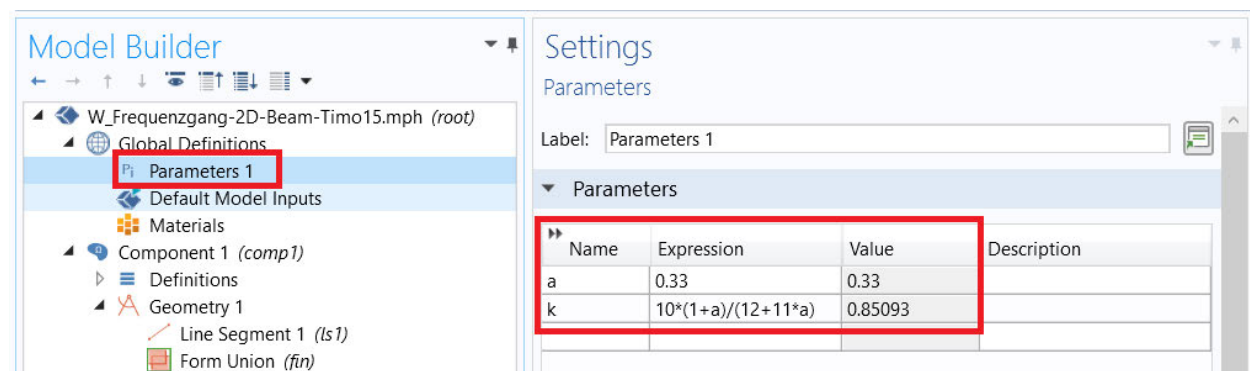 Model Builder
W_Frequenzgang-2D-Beam-Timo15.mph (root)
Global Definitions
Pi Parameters 1
Default Model Inputs
Materials
Component 1 (comp1)
Definitions
Geometry 1
Line Segment 1 (ls1)
Form Union (fin)
Settings
Parameters
Label: Parameters 1
Parameters
Name Expression Value Description
a 0.33 0.33
k 10*(1+a)/(12+11*a) 0.85093